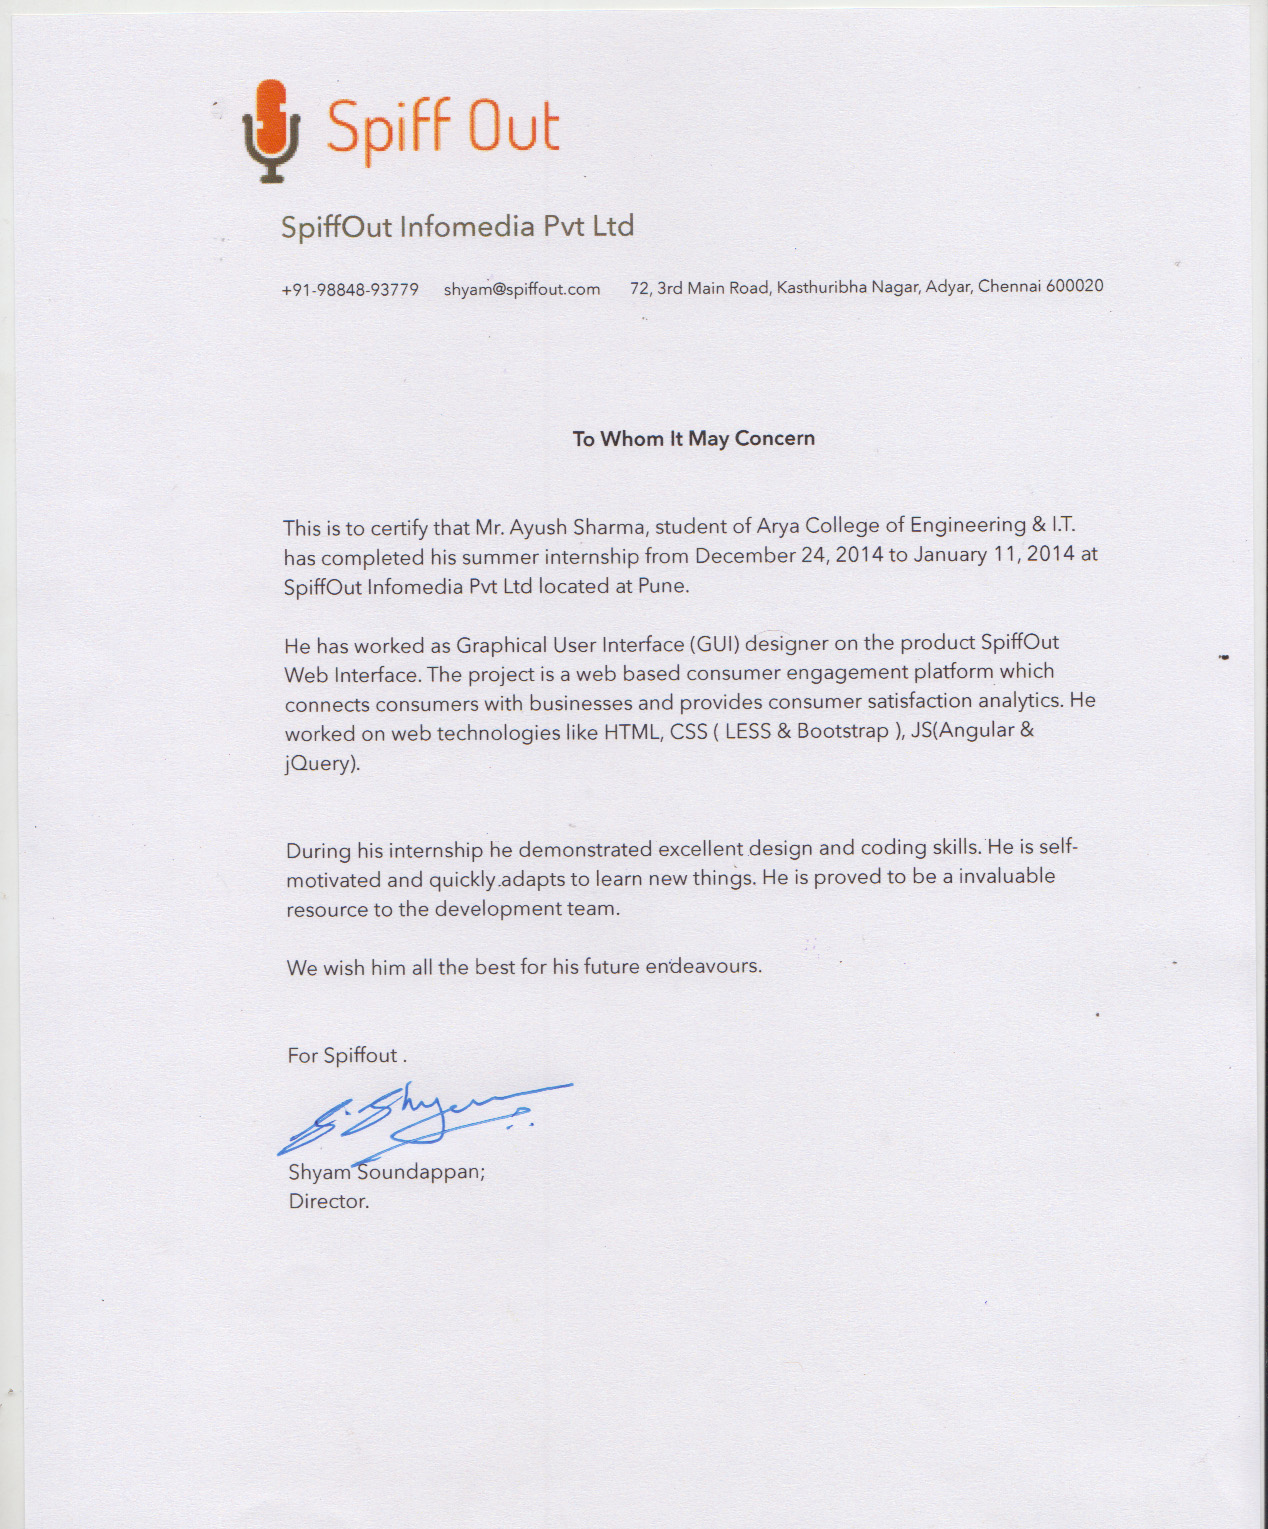 Spiff Out
SpiffOut Infomedia Pvt Ltd
+91-98848-93779 shyam@spiffout.com 72, 3rd Main Road, Kasthuribha Nagar, Adyar, Chennai 600020
To Whom It May Concern
This is to certify that Mr. Ayush Sharma, student of Arya College of Engineering & I.T.
has completed his summer internship from December 24, 2014 to January 11, 2014 at
SpiffOut Infomedia Pvt Ltd located at Pune.
He has worked as Graphical User Interface (GUI) designer on the product SpiffOut
Web Interface. The project is a web based consumer engagement platform which
connects consumers with businesses and provides consumer satisfaction analytics. He
worked on web technologies like HTML, CSS ( LESS & Bootstrap ), JS(Angular &
jQuery).
During his internship he demonstrated excellent design and coding skills. He is self-
motivated and quickly adapts to learn new things. He is proved to be a invaluable
resource to the development team.
We wish him all the best for his future endeavours.
For Spiffout .
S. Shyam
Shyam Soundappan;
Director.